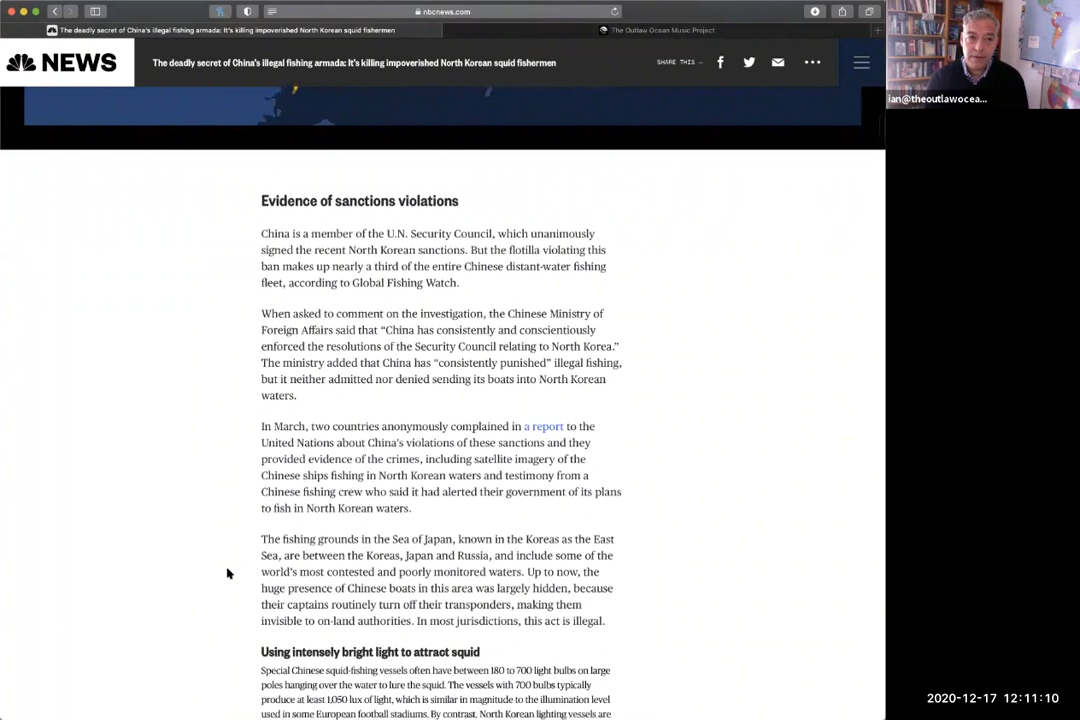 nbcnews.com
The deadly secret of China's illegal fishing armada: It's killing impoverished North Korean squid fishermen
The Outlaw Ocean Music Project
NEWS
The deadly secret of China's illegal fishing armada: It's killing impoverished North Korean squid fishermen
SHARE THIS —
ian@theoutlawocea...
Evidence of sanctions violations
China is a member of the U.N. Security Council, which unanimously
signed the recent North Korean sanctions. But the flotilla violating this
ban makes up nearly a third of the entire Chinese distant-water fishing
fleet, according to Global Fishing Watch.
When asked to comment on the investigation, the Chinese Ministry of
Foreign Affairs said that “China has consistently and conscientiously
enforced the resolutions of the Security Council relating to North Korea.”
The ministry added that China has “consistently punished” illegal fishing,
but it neither admitted nor denied sending its boats into North Korean
waters.
In March, two countries anonymously complained in a report to the
United Nations about China’s violations of these sanctions and they
provided evidence of the crimes, including satellite imagery of the
Chinese ships fishing in North Korean waters and testimony from a
Chinese fishing crew who said it had alerted their government of its plans
to fish in North Korean waters.
The fishing grounds in the Sea of Japan, known in the Koreas as the East
Sea, are between the Koreas, Japan and Russia, and include some of the
world’s most contested and poorly monitored waters. Up to now, the
huge presence of Chinese boats in this area was largely hidden, because
their captains routinely turn off their transponders, making them
invisible to on-land authorities. In most jurisdictions, this act is illegal.
Using intensely bright light to attract squid
Special Chinese squid-fishing vessels often have between 180 to 700 light bulbs on large
poles hanging over the water to lure the squid. The vessels with 700 bulbs typically
produce at least 1,050 lux of light, which is similar in magnitude to the illumination level
used in some European football stadiums. By contrast, North Korean lighting vessels are
2020-12-17 12:11:10